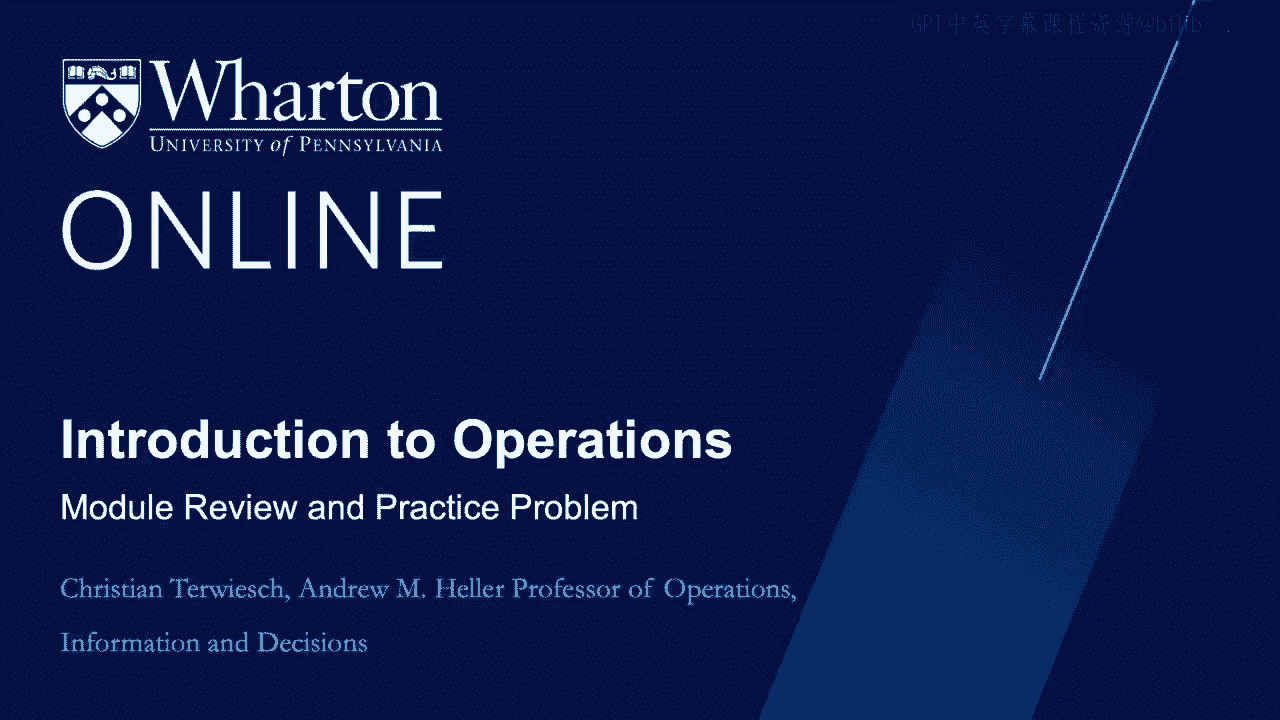 GPT中英字幕课程资源@bilibili
Wharton
UNIVERSITY of PENNSYLVANIA
ONLINE
Introduction to Operations
Module Review and Practice Problem
Christian Terwiesch, Andrew M. Heller Professor of Operations,
Information and Decisions